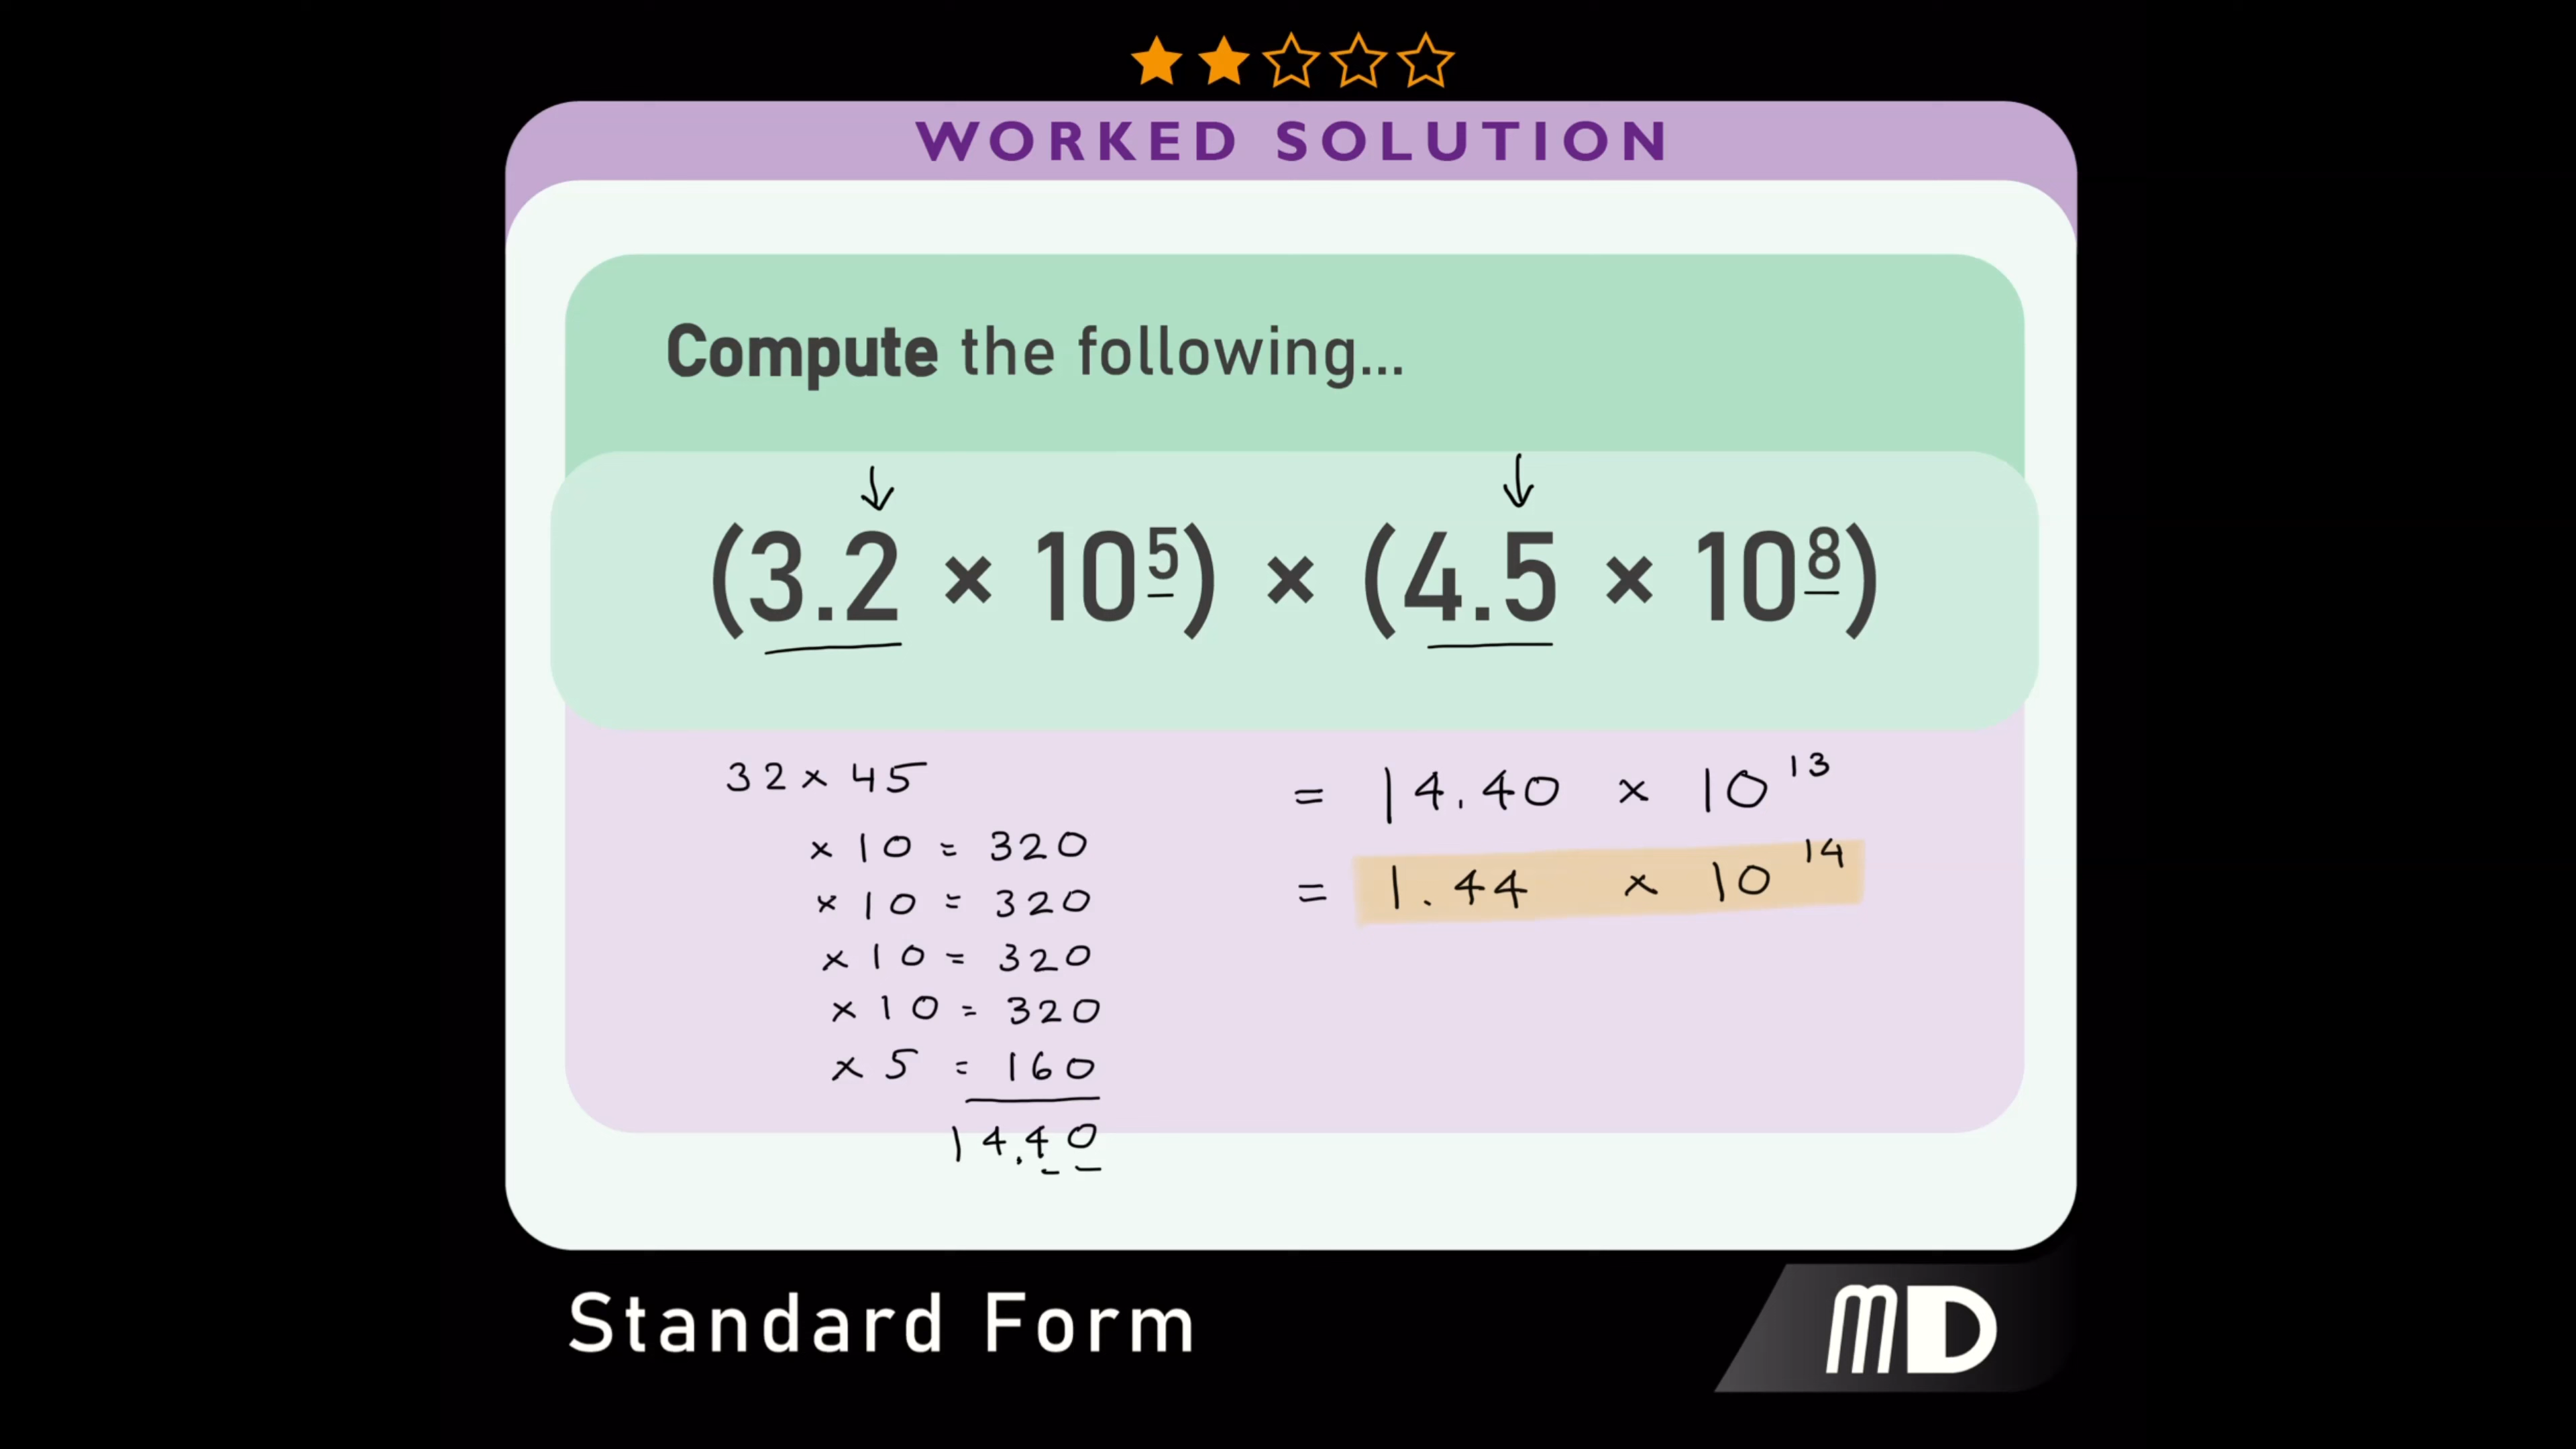 WORKED SOLUTION
Compute the following...
(3.2 × 10⁵) × (4.5 × 10⁸)
32 × 45
× 10 = 320
× 10 = 320
× 10 = 320
× 10 = 320
× 5 = 160
14.40
= 14.40 × 10¹³
= 1.44 × 10¹⁴
Standard Form
MD